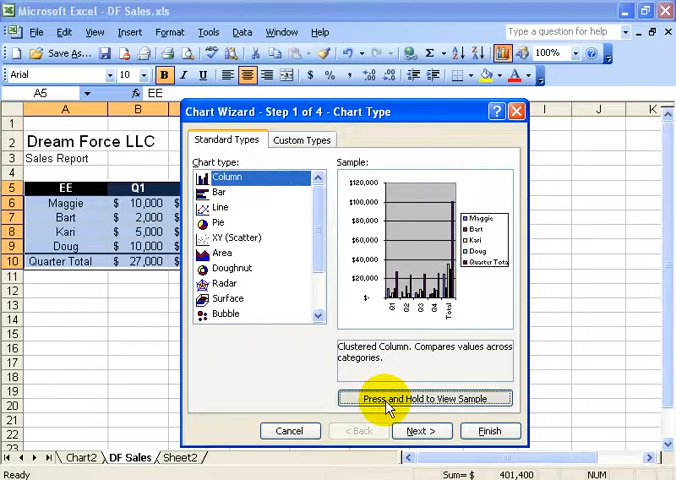 Microsoft Excel - DF Sales.xls
File Edit View Insert Format Tools Data Window Help
Type a question for help
Save As... 100%
Arial 10 B I U $ % ,
A5 EE
A B I J K
1
2 Dream Force LLC
3 Sales Report
4
5 EE Q1
6 Maggie $ 10,000 $
7 Bart $ 2,000 $
8 Kari $ 5,000 $
9 Doug $ 10,000 $
10 Quarter Total $ 27,000 $
11
12
13
14
15
16
17
18
19
20
21
22
23
Chart Wizard - Step 1 of 4 - Chart Type
Standard Types Custom Types
Chart type:
Column
Bar
Line
Pie
XY (Scatter)
Area
Doughnut
Radar
Surface
Bubble
Sample:
$120,000
$100,000
$80,000
$60,000
$40,000
$20,000
$-
Q1 Q2 Q3 Q4 Total
Maggie
Bart
Kari
Doug
Quarter Tota
Clustered Column. Compares values across
categories.
Press and Hold to View Sample
Cancel < Back Next > Finish
Chart2 DF Sales Sheet2
Ready Sum= $ 401,400 NUM